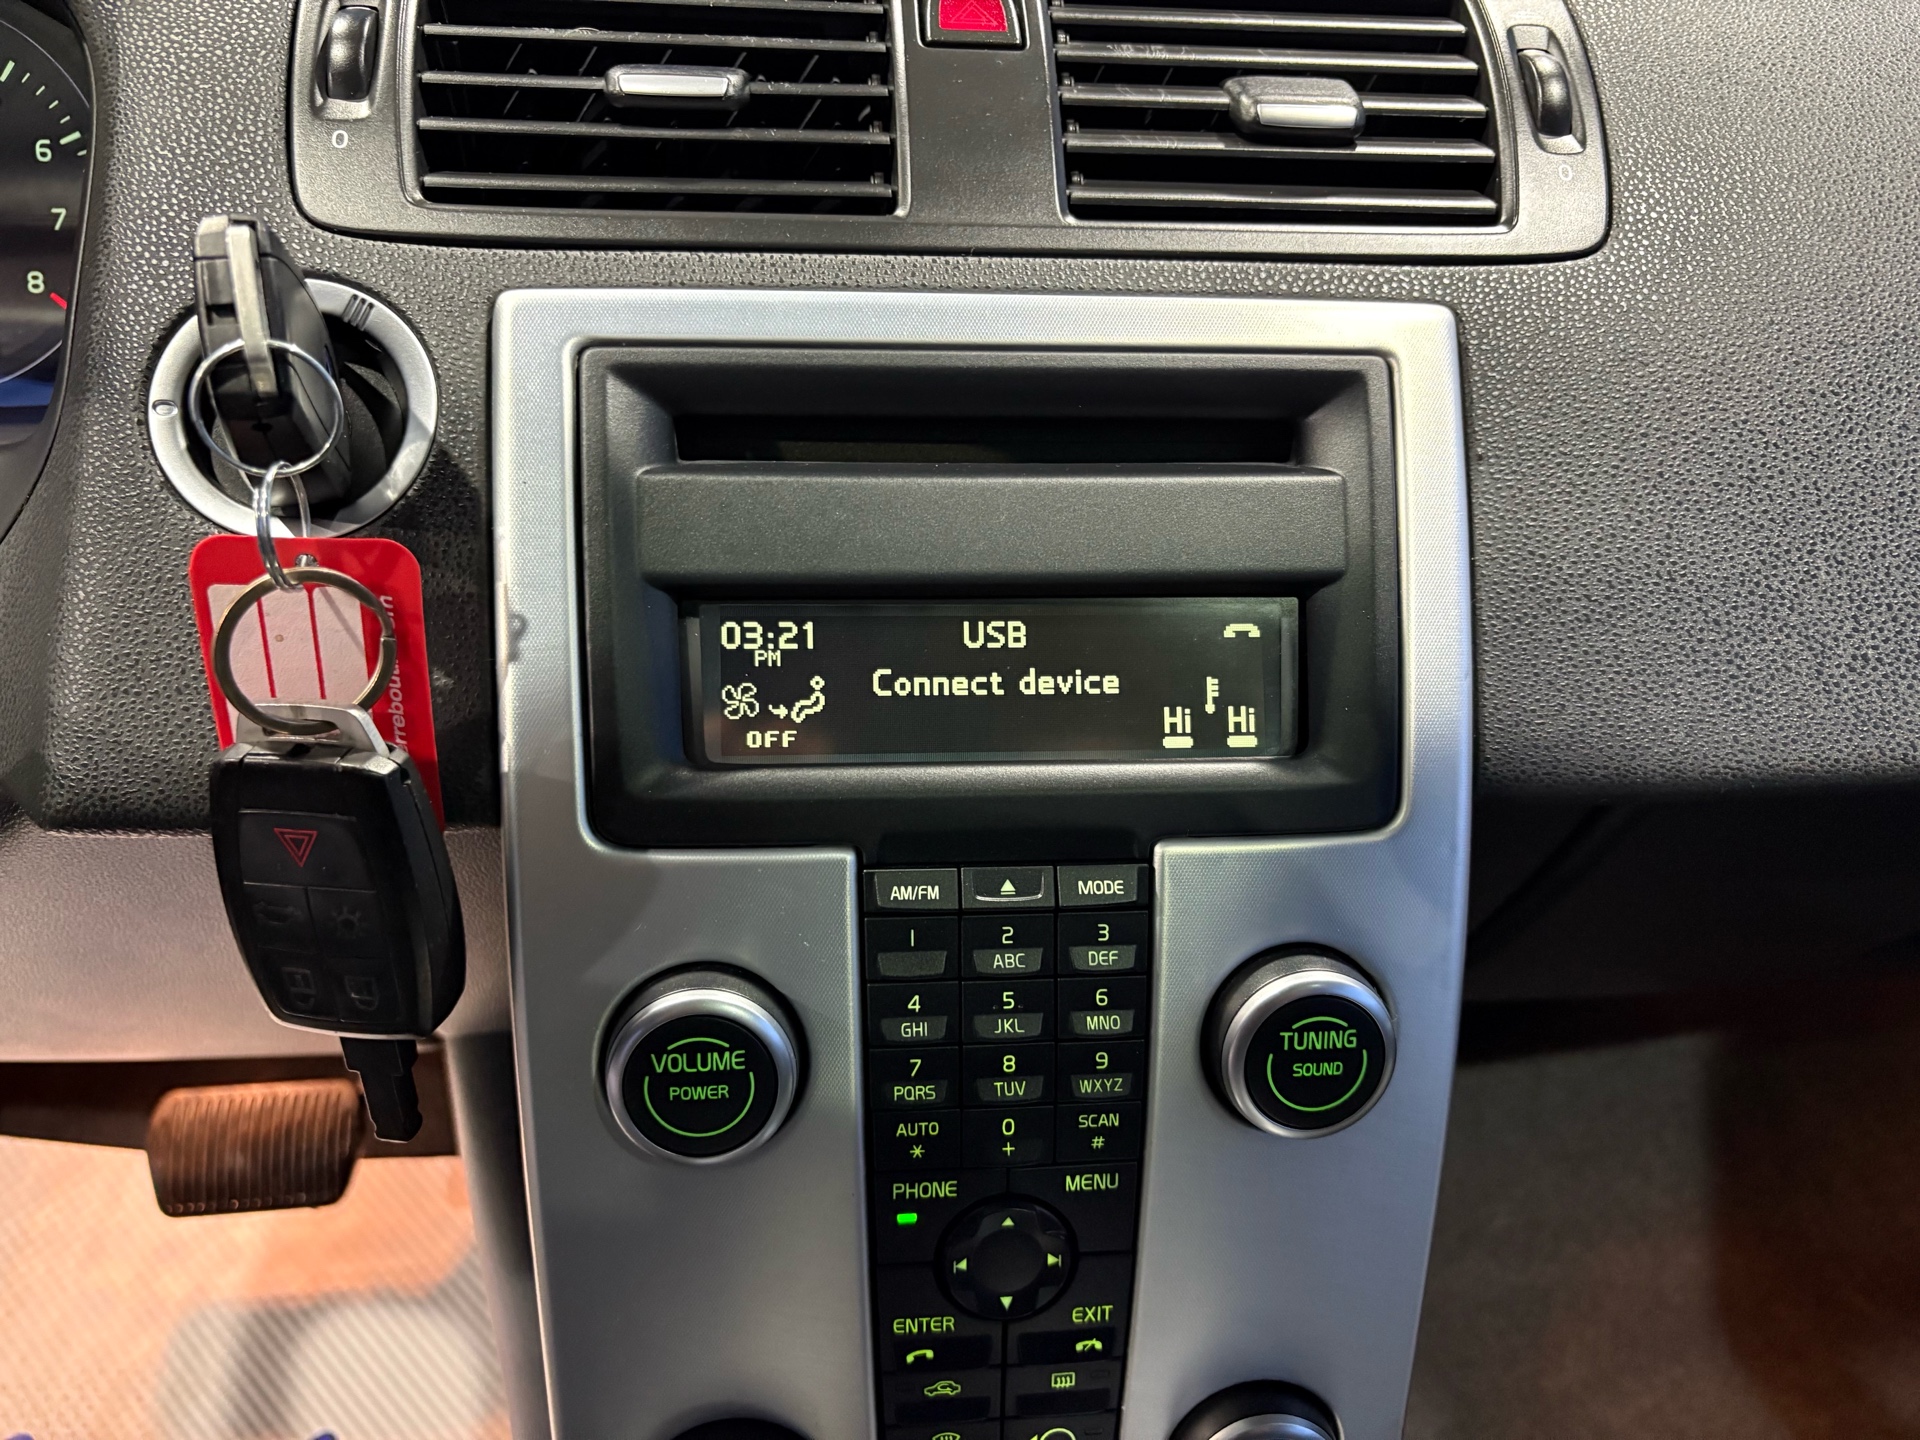 6
7
8
0
0
03:21
PM
USB
Connect device
OFF
Hi
Hi
AM/FM
MODE
1
2
ABC
3
DEF
4
GHI
5
JKL
6
MNO
7
PQRS
8
TUV
9
WXYZ
AUTO
*
0
+
SCAN
#
VOLUME
POWER
TUNING
SOUND
PHONE
MENU
ENTER
EXIT